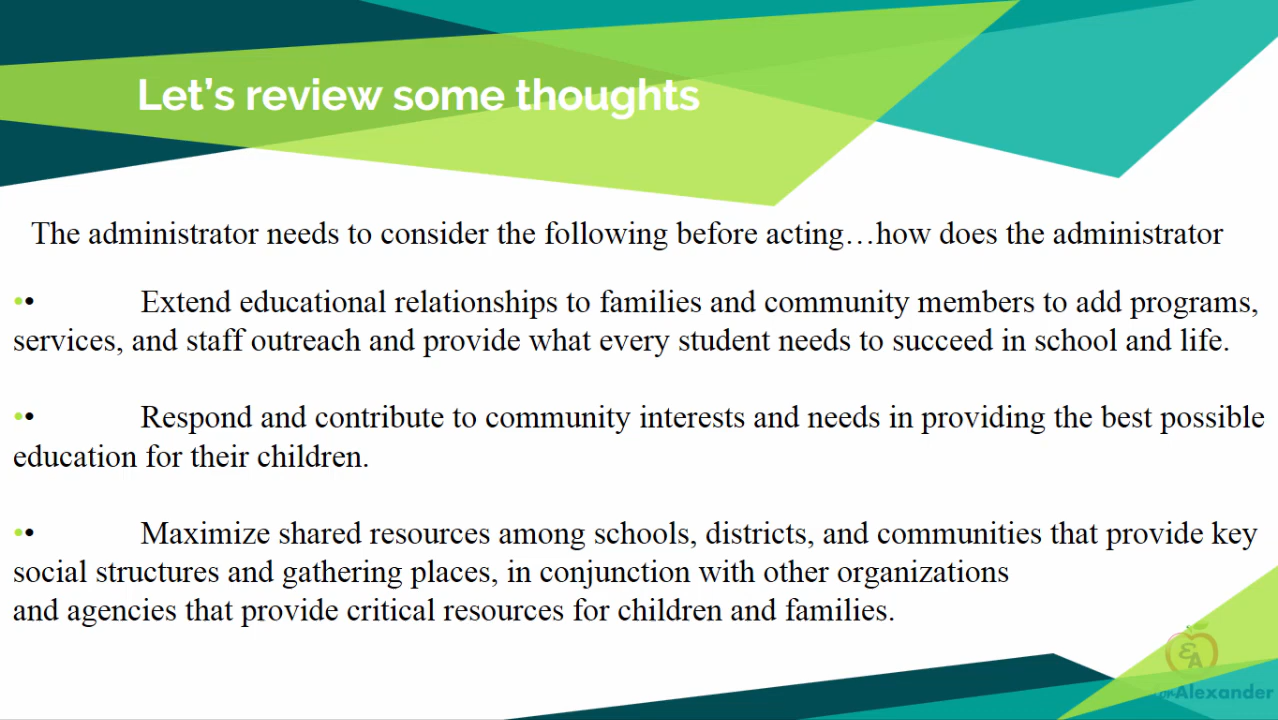 Let's review some thoughts
The administrator needs to consider the following before acting…how does the administrator
•• Extend educational relationships to families and community members to add programs,
services, and staff outreach and provide what every student needs to succeed in school and life.
•• Respond and contribute to community interests and needs in providing the best possible
education for their children.
•• Maximize shared resources among schools, districts, and communities that provide key
social structures and gathering places, in conjunction with other organizations
and agencies that provide critical resources for children and families.
EA
Alexander